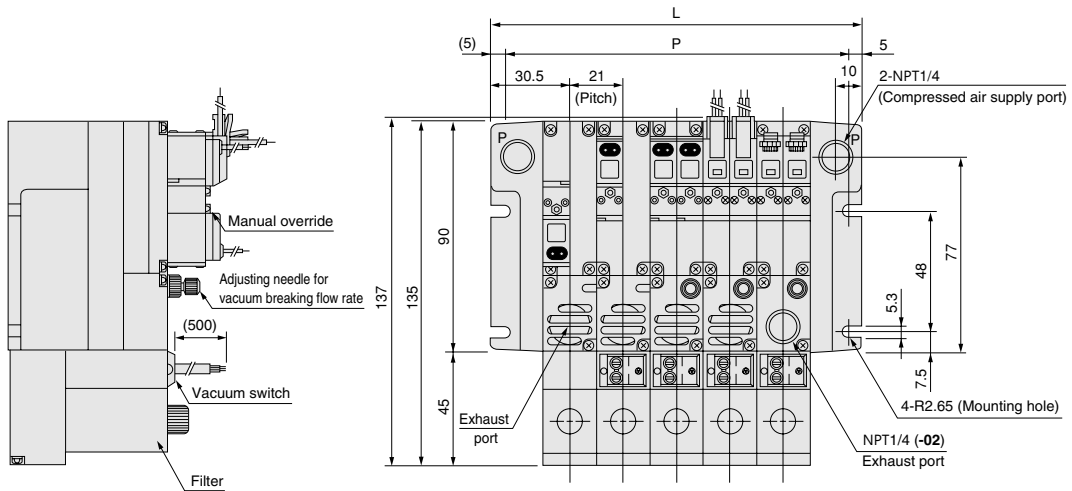 L
(5)
P
5
30.5
21
(Pitch)
10
2-NPT1/4
(Compressed air supply port)
P
P
Manual override
Adjusting needle for
vacuum breaking flow rate
(500)
Vacuum switch
Filter
137
135
90
45
77
48
5.3
7.5
Exhaust
port
4-R2.65 (Mounting hole)
NPT1/4 (-02)
Exhaust port